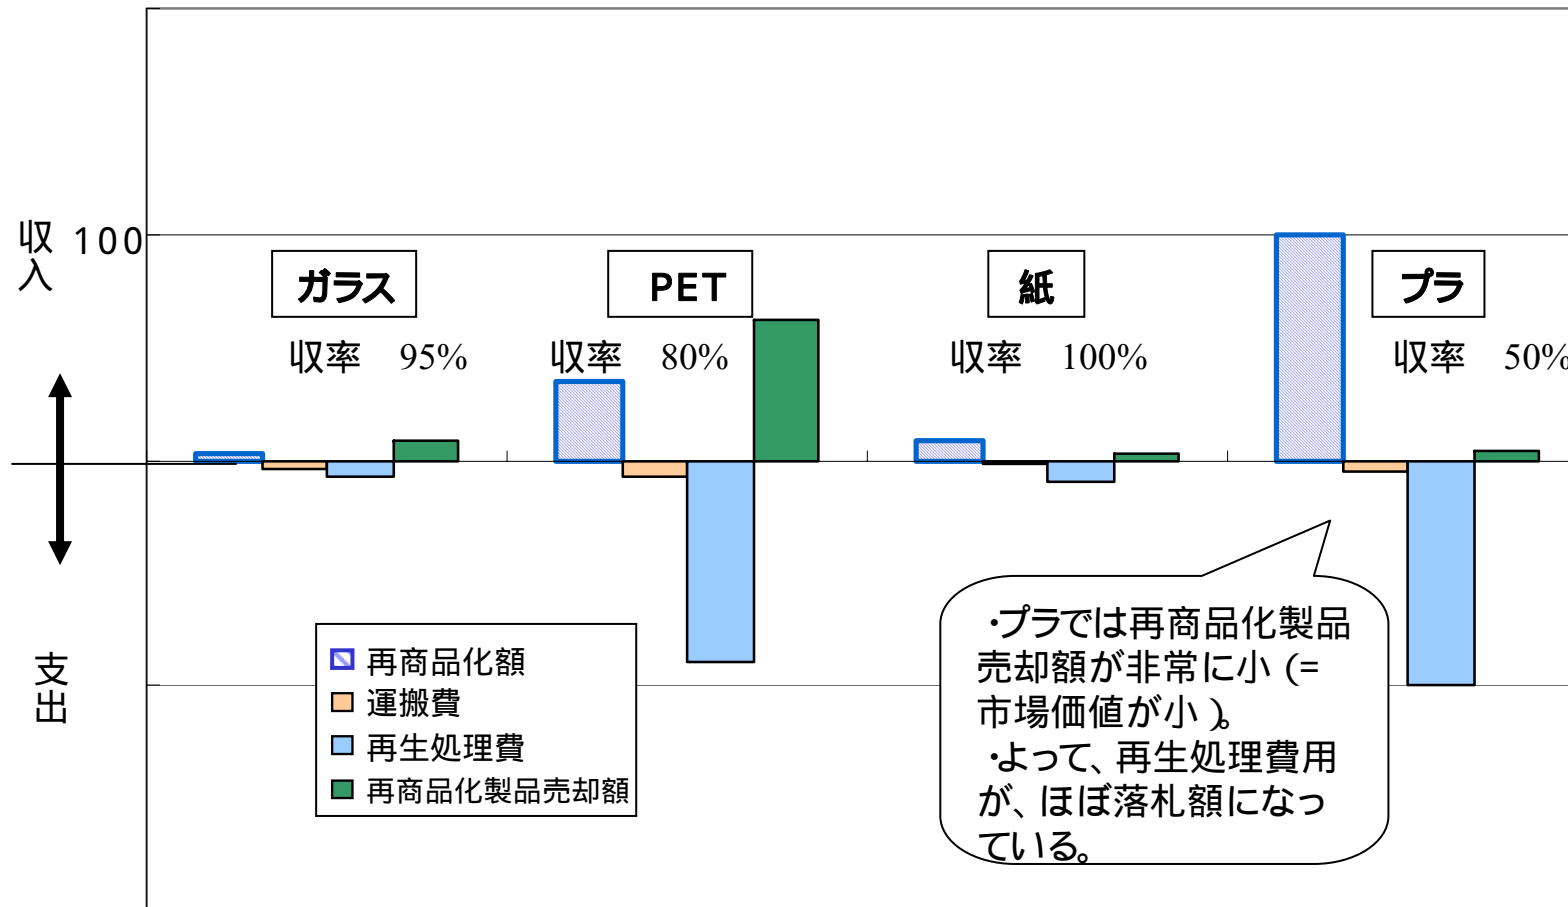 収入
100
ガラス
PET
紙
プラ
収率 95%
収率 80%
収率 100%
収率 50%
支出
再商品化額
運搬費
再生処理費
再商品化製品売却額
・プラでは再商品化製品
売却額が非常に小 (=
市場価値が小 )。
・よって、再生処理費用
が、ほぼ落札額になっ
ている。